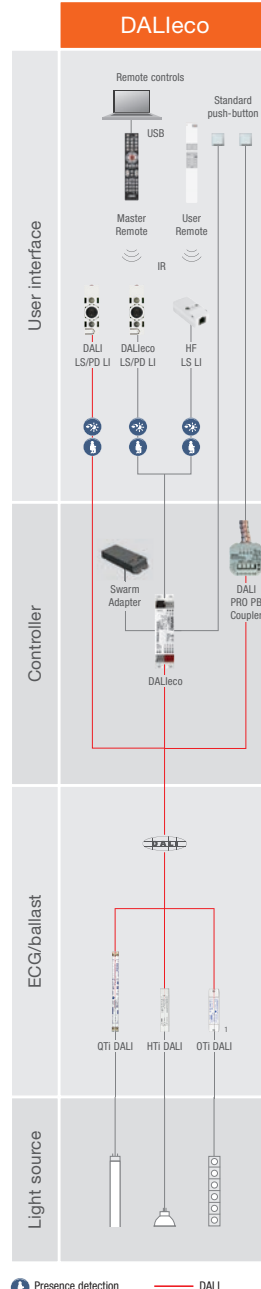 DALIeco
Remote controls
Standard
push-button
USB
Master
Remote
User
Remote
IR
DALI
LS/PD LI
DALIeco
LS/PD LI
HF
LS LI
User interface
Swarm
Adapter
DALI
PRO PB
Coupler
DALIeco
Controller
DALI
ECG/ballast
1
QTi DALI
HTi DALI
OTi DALI
Light source
Presence detection
DALI